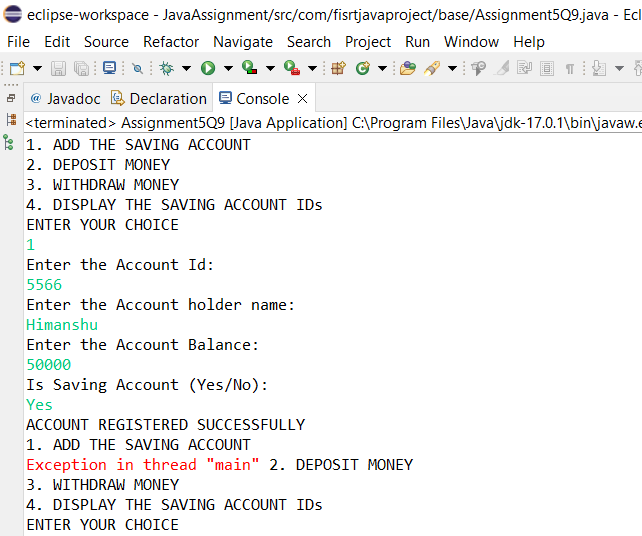 eclipse-workspace - JavaAssignment/src/com/fisrtjavaproject/base/Assignment5Q9.java - Ecl
File Edit Source Refactor Navigate Search Project Run Window Help
@ Javadoc Declaration Console
<terminated> Assignment5Q9 [Java Application] C:\Program Files\Java\jdk-17.0.1\bin\javaw.e
1. ADD THE SAVING ACCOUNT
2. DEPOSIT MONEY
3. WITHDRAW MONEY
4. DISPLAY THE SAVING ACCOUNT IDs
ENTER YOUR CHOICE
1
Enter the Account Id:
5566
Enter the Account holder name:
Himanshu
Enter the Account Balance:
50000
Is Saving Account (Yes/No):
Yes
ACCOUNT REGISTERED SUCCESSFULLY
1. ADD THE SAVING ACCOUNT
Exception in thread "main" 2. DEPOSIT MONEY
3. WITHDRAW MONEY
4. DISPLAY THE SAVING ACCOUNT IDs
ENTER YOUR CHOICE